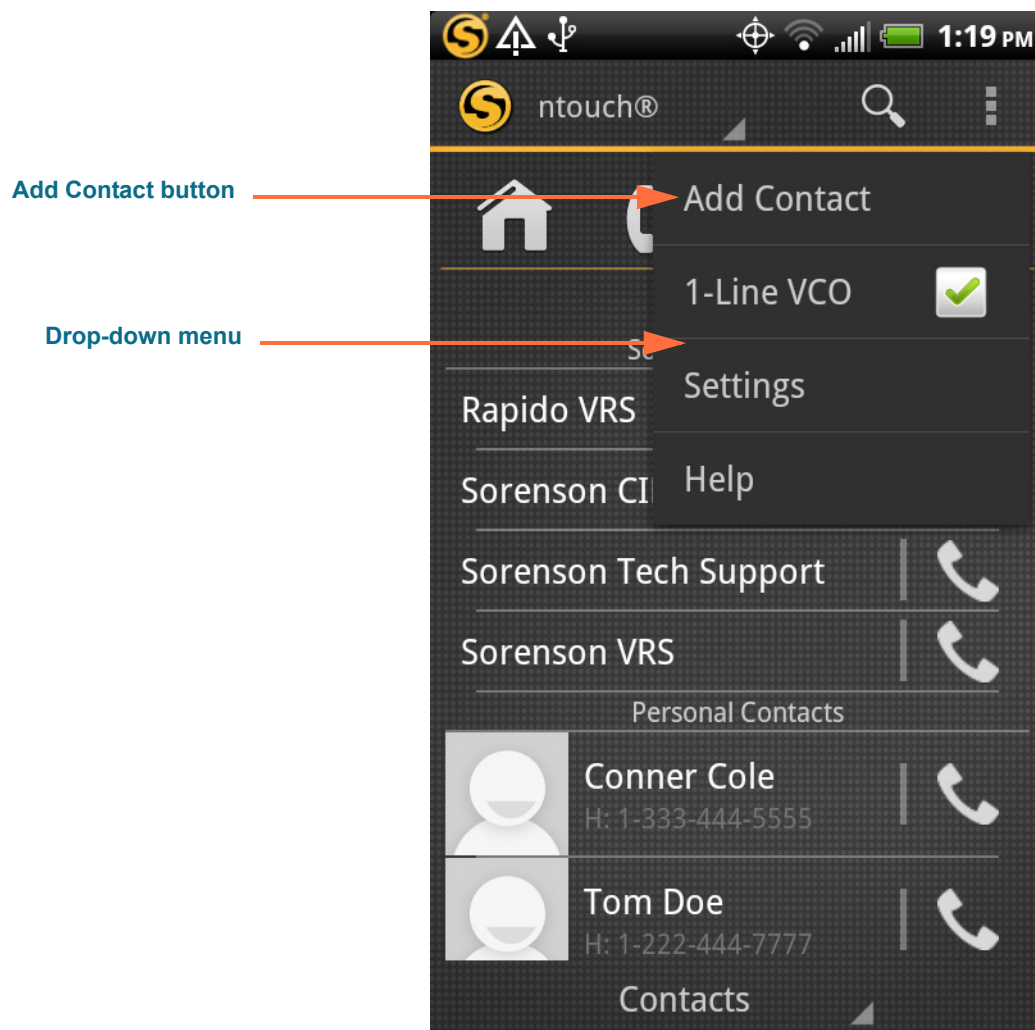 1:19 PM
ntouch®
Add Contact button
Add Contact
1-Line VCO
Drop-down menu
Settings
Rapido VRS
Help
Sorenson
Sorenson Tech Support
Sorenson VRS
Personal Contacts
Conner Cole
H: 1-333-444-5555
Tom Doe
H: 1-222-444-7777
Contacts